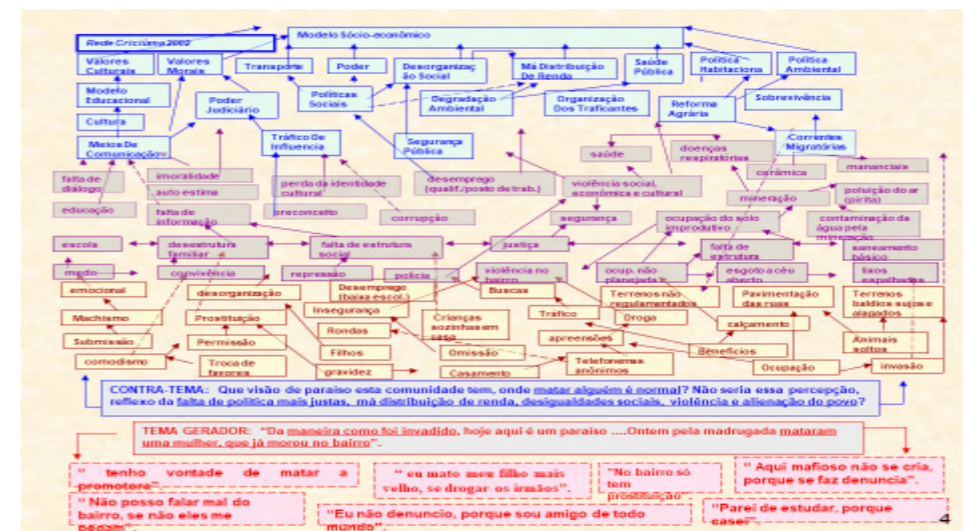 Rede Criciúma 2002
Modelo Sócio-econômico
Valores
Culturais
Valores
Morais
Transporte
Poder
Desorganizaç
ão Social
Má Distribuição
De Renda
Saúde
Pública
Política
Habitaciona
Política
Ambiental
Modelo
Educacional
Poder
Judiciário
Políticas
Sociais
Degradação
Ambiental
Organização
Dos Traficantes
Reforma
Agrária
Sobrevivência
Cultura
Meios De
Comunicação
Tráfico De
Influencia
Segurança
Pública
Correntes
Migratórias
saúde
doenças
respiratórias
cerâmica
mananciais
falta de
diálogo
imoralidade
auto estima
perda da identidade
cultural
desemprego
(qualif./posto de trab.)
violência social,
econômica e cultural
mineração
poluição do ar
(pirita)
educação
falta de
informação
preconceito
corrupção
segurança
ocupação do solo
improdutivo
contaminação da
água pela
mineração
escola
desestrutura
familiar
falta de estrutura
social
justiça
falta de
estrutura
saneamento
básico
medo
convivência
repressão
polícia
violência no
bairro
ocup. não
planejada
esgoto a céu
aberto
lixos
espalhados
emocional
desorganização
Desemprego
(baixa escol.)
Buscas
Terrenos não
regulamentados
Pavimentação
das ruas
Terrenos
baldios sujos e
alagados
Machismo
Prostituição
Insegurança
Crianças
sozinhas em
casa
Tráfico
Droga
calçamento
Submissão
Permissão
Rondas
apreensões
Animais
soltos
comodismo
Troca de
favores
Filhos
gravidez
Omissão
Casamento
Telefonemas
anônimos
Benefícios
Ocupação
invasão
CONTRA-TEMA: Que visão de paraíso esta comunidade tem, onde matar alguém é normal? Não seria essa percepção,
reflexo da falta de política mais justas, má distribuição de renda, desigualdades sociais, violência e alienação do povo?
TEMA GERADOR: "Da maneira como foi invadido, hoje aqui é um paraiso ....Ontem pela madrugada mataram
uma mulher, que já morou no bairro".
" tenho vontade de matar a
promotora"
" eu mato meu filho mais
velho, se drogar os irmãos".
"No bairro só
tem
prostituição"
" Aqui mafioso não se cria,
porque se faz denuncia".
"Não posso falar mal do
bairro, se não eles me
pegam".
"Eu não denuncio, porque sou amigo de todo
mundo".
"Parei de estudar, porque
casei".
4